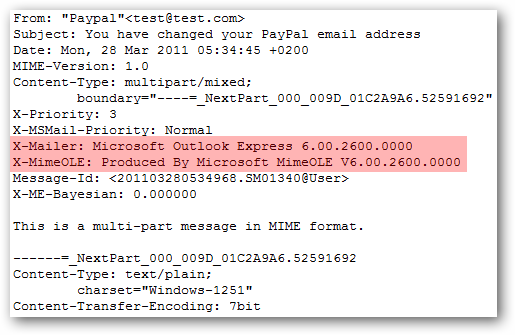 From: "Paypal"<test@test.com>
Subject: You have changed your PayPal email address
Date: Mon, 28 Mar 2011 05:34:45 +0200
MIME-Version: 1.0
Content-Type: multipart/mixed;
boundary="----=_NextPart_000_009D_01C2A9A6.52591692"
X-Priority: 3
X-MSMail-Priority: Normal
X-Mailer: Microsoft Outlook Express 6.00.2600.0000
X-MimeOLE: Produced By Microsoft MimeOLE V6.00.2600.0000
Message-Id: <201103280534968.SM01340@User>
X-ME-Bayesian: 0.000000
This is a multi-part message in MIME format.
------=_NextPart_000_009D_01C2A9A6.52591692
Content-Type: text/plain;
charset="Windows-1251"
Content-Transfer-Encoding: 7bit